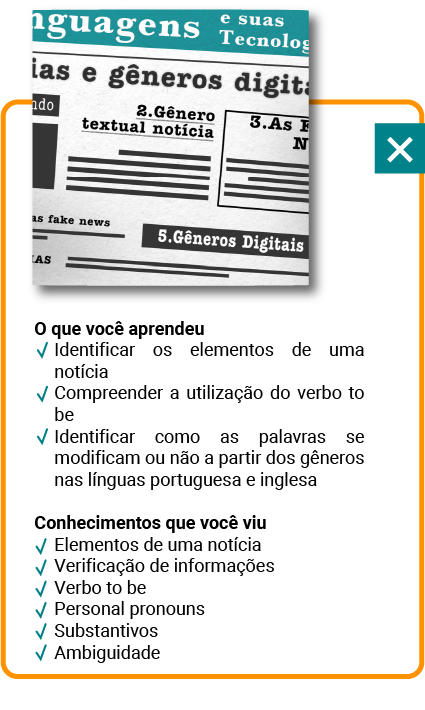 nguagens
e suas
Tecnolog
ias e gêneros digita
ndo
2.Gênero
textual notícia
3.As
N
as fake news
5.Gêneros Digitais
IAS
O que você aprendeu
Identificar os elementos de uma
notícia
Compreender a utilização do verbo to
be
Identificar como as palavras se
modificam ou não a partir dos gêneros
nas línguas portuguesa e inglesa
Conhecimentos que você viu
Elementos de uma notícia
Verificação de informações
Verbo to be
Personal pronouns
Substantivos
Ambiguidade